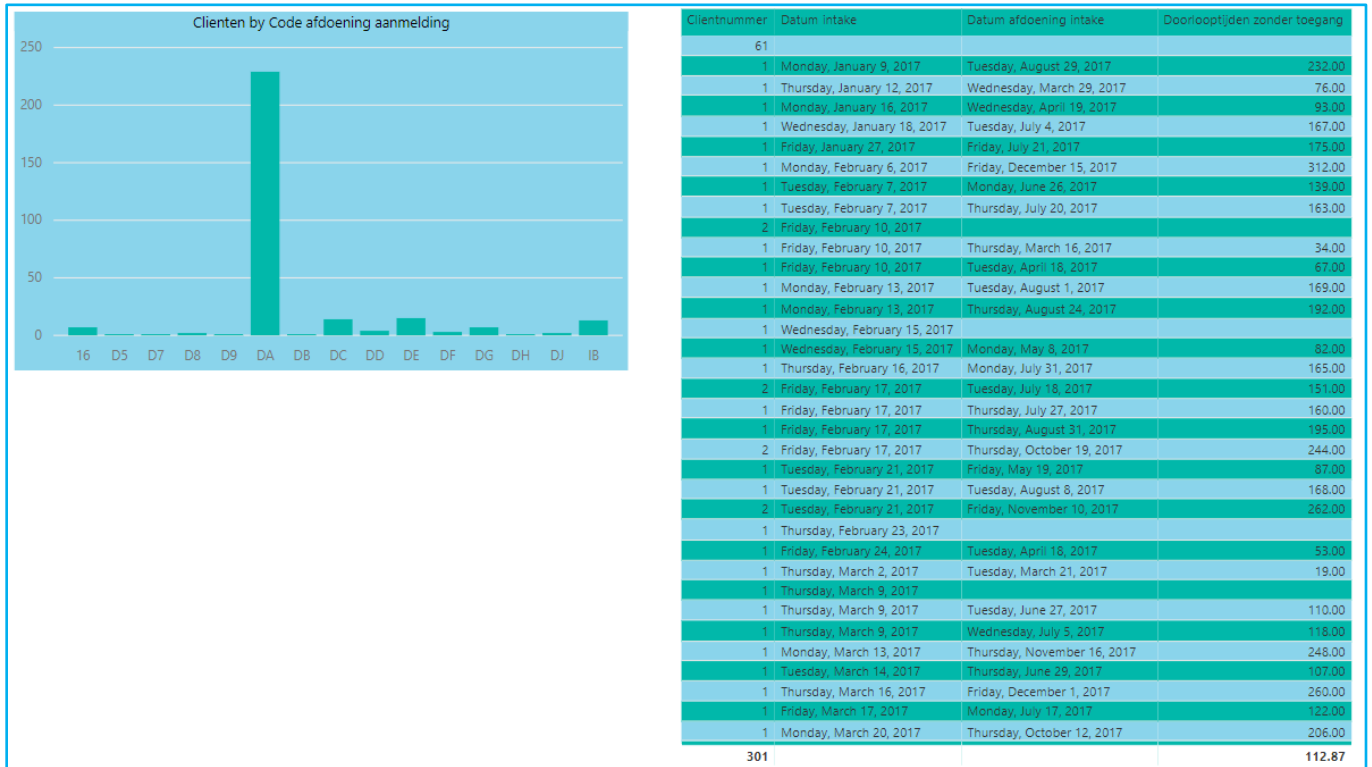 Clienten by Code afdoening aanmelding
250
200
150
100
50
0
16 D5 D7 D8 D9 DA DB DC DD DE DF DG DH DJ IB
Clientnummer Datum intake Datum afdoening intake Doorlooptijden zonder toegang
61
1 Monday, January 9, 2017 Tuesday, August 29, 2017 232.00
1 Thursday, January 12, 2017 Wednesday, March 29, 2017 76.00
1 Monday, January 16, 2017 Wednesday, April 19, 2017 93.00
1 Wednesday, January 18, 2017 Tuesday, July 4, 2017 167.00
1 Friday, January 27, 2017 Friday, July 21, 2017 175.00
1 Monday, February 6, 2017 Friday, December 15, 2017 312.00
1 Tuesday, February 7, 2017 Monday, June 26, 2017 139.00
1 Tuesday, February 7, 2017 Thursday, July 20, 2017 163.00
2 Friday, February 10, 2017
1 Friday, February 10, 2017 Thursday, March 16, 2017 34.00
1 Friday, February 10, 2017 Tuesday, April 18, 2017 67.00
1 Monday, February 13, 2017 Tuesday, August 1, 2017 169.00
1 Monday, February 13, 2017 Thursday, August 24, 2017 192.00
1 Wednesday, February 15, 2017
1 Wednesday, February 15, 2017 Monday, May 8, 2017 82.00
1 Thursday, February 16, 2017 Monday, July 31, 2017 165.00
2 Friday, February 17, 2017 Tuesday, July 18, 2017 151.00
1 Friday, February 17, 2017 Thursday, July 27, 2017 160.00
1 Friday, February 17, 2017 Thursday, August 31, 2017 195.00
2 Friday, February 17, 2017 Thursday, October 19, 2017 244.00
1 Tuesday, February 21, 2017 Friday, May 19, 2017 87.00
1 Tuesday, February 21, 2017 Tuesday, August 8, 2017 168.00
2 Tuesday, February 21, 2017 Friday, November 10, 2017 262.00
1 Thursday, February 23, 2017
1 Friday, February 24, 2017 Tuesday, April 18, 2017 53.00
1 Thursday, March 2, 2017 Tuesday, March 21, 2017 19.00
1 Thursday, March 9, 2017
1 Thursday, March 9, 2017 Tuesday, June 27, 2017 110.00
1 Thursday, March 9, 2017 Wednesday, July 5, 2017 118.00
1 Monday, March 13, 2017 Thursday, November 16, 2017 248.00
1 Tuesday, March 14, 2017 Thursday, June 29, 2017 107.00
1 Thursday, March 16, 2017 Friday, December 1, 2017 260.00
1 Friday, March 17, 2017 Monday, July 17, 2017 122.00
1 Monday, March 20, 2017 Thursday, October 12, 2017 206.00
301 112.87